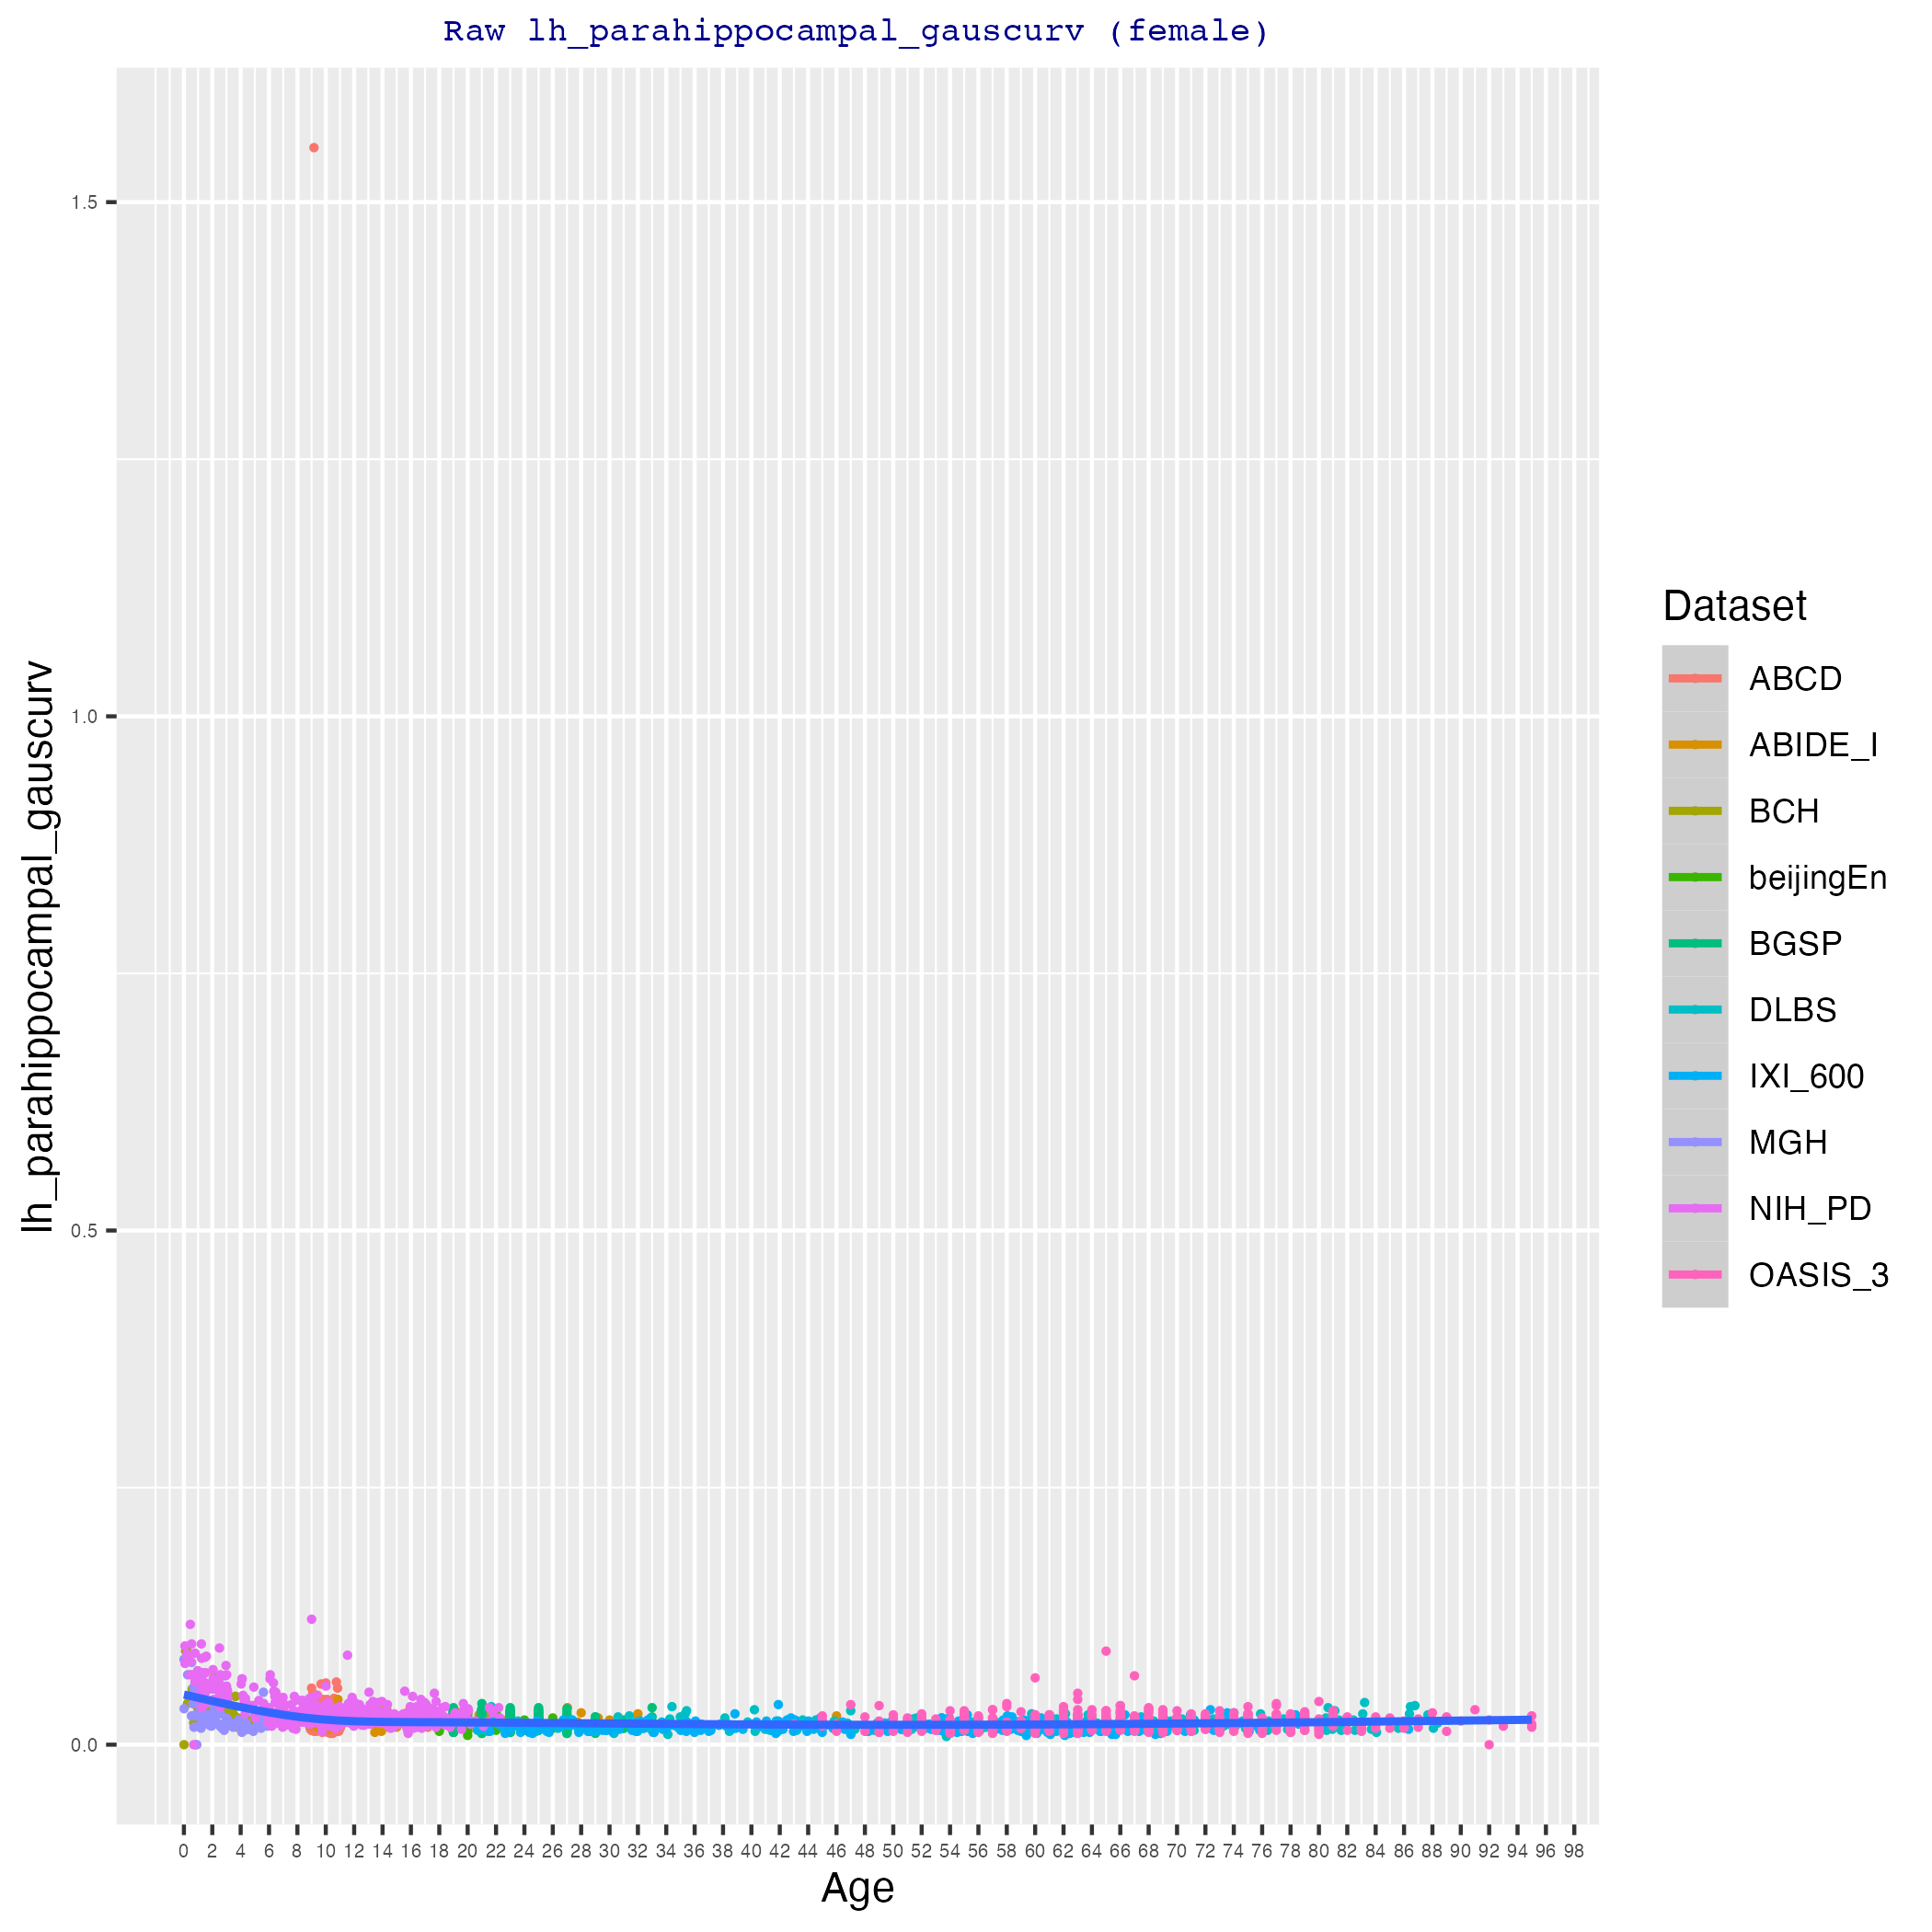 Raw lh_parahippocampal_gauscurv (female)
lh_parahippocampal_gauscurv
1.5
1.0
0.5
0.0
0 2 4 6 8 10 12 14 16 18 20 22 24 26 28 30 32 34 36 38 40 42 44 46 48 50 52 54 56 58 60 62 64 66 68 70 72 74 76 78 80 82 84 86 88 90 92 94 96 98
Age
Dataset
ABCD
ABIDE_I
BCH
beijingEn
BGSP
DLBS
IXI_600
MGH
NIH_PD
OASIS_3